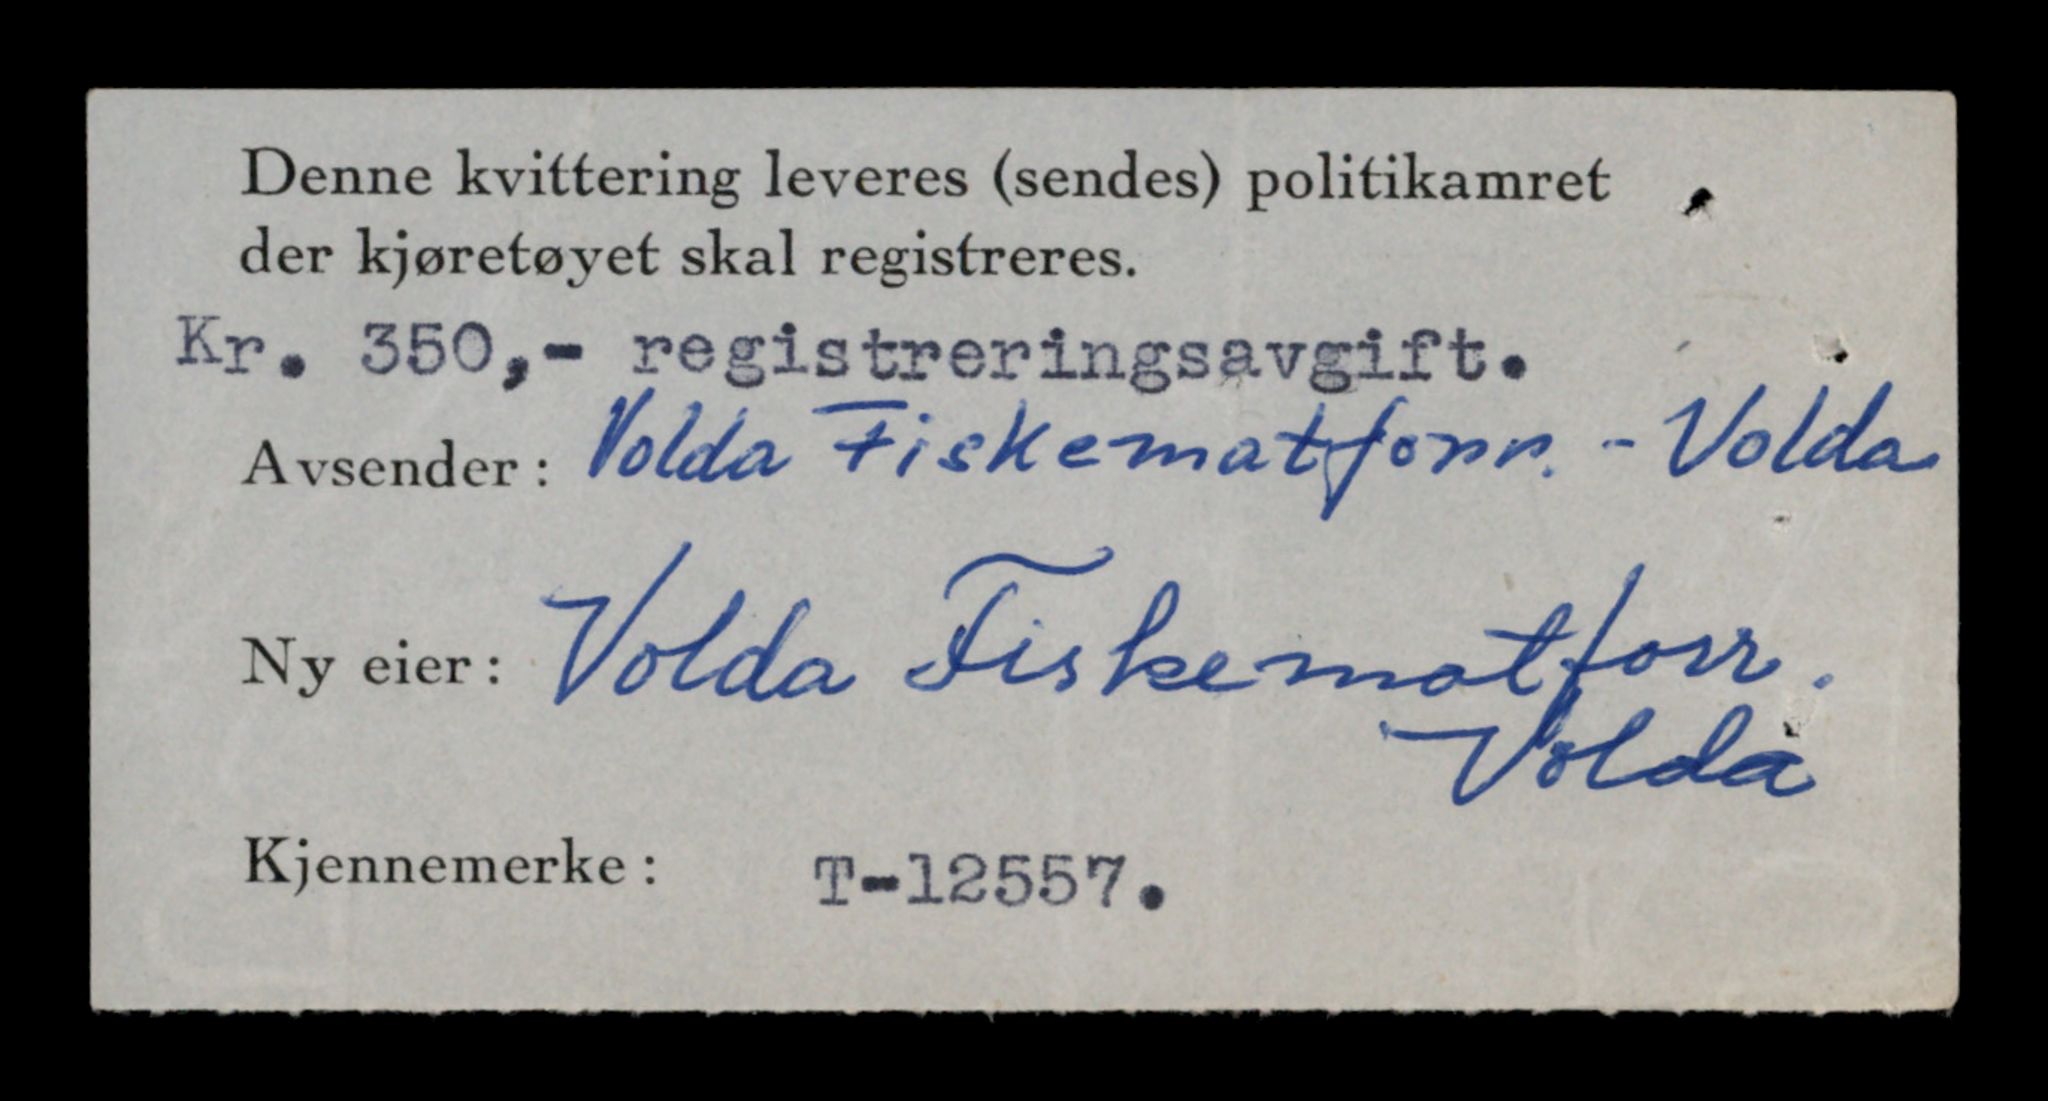 Denne kvittering leveres (sendes) politikamret
der kjøretøyet skal registreres.
Kr. 350,- registreringsavgift.
Avsender: Volda Fiskematforr. - Volda
Ny eier: Volda Fiskematforr.
Volda
Kjennemerke: T-12557.